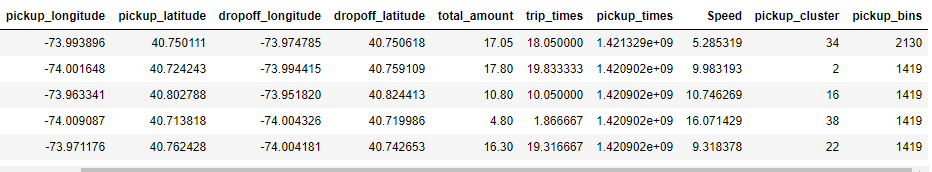 pickup_longitude pickup_latitude dropoff_longitude dropoff_latitude total_amount trip_times pickup_times Speed pickup_cluster pickup_bins
-73.993896 40.750111 -73.974785 40.750618 17.05 18.050000 1.421329e+09 5.285319 34 2130
-74.001648 40.724243 -73.994415 40.759109 17.80 19.833333 1.420902e+09 9.983193 2 1419
-73.963341 40.802788 -73.951820 40.824413 10.80 10.050000 1.420902e+09 10.746269 16 1419
-74.009087 40.713818 -74.004326 40.719986 4.80 1.866667 1.420902e+09 16.071429 38 1419
-73.971176 40.762428 -74.004181 40.742653 16.30 19.316667 1.420902e+09 9.318378 22 1419